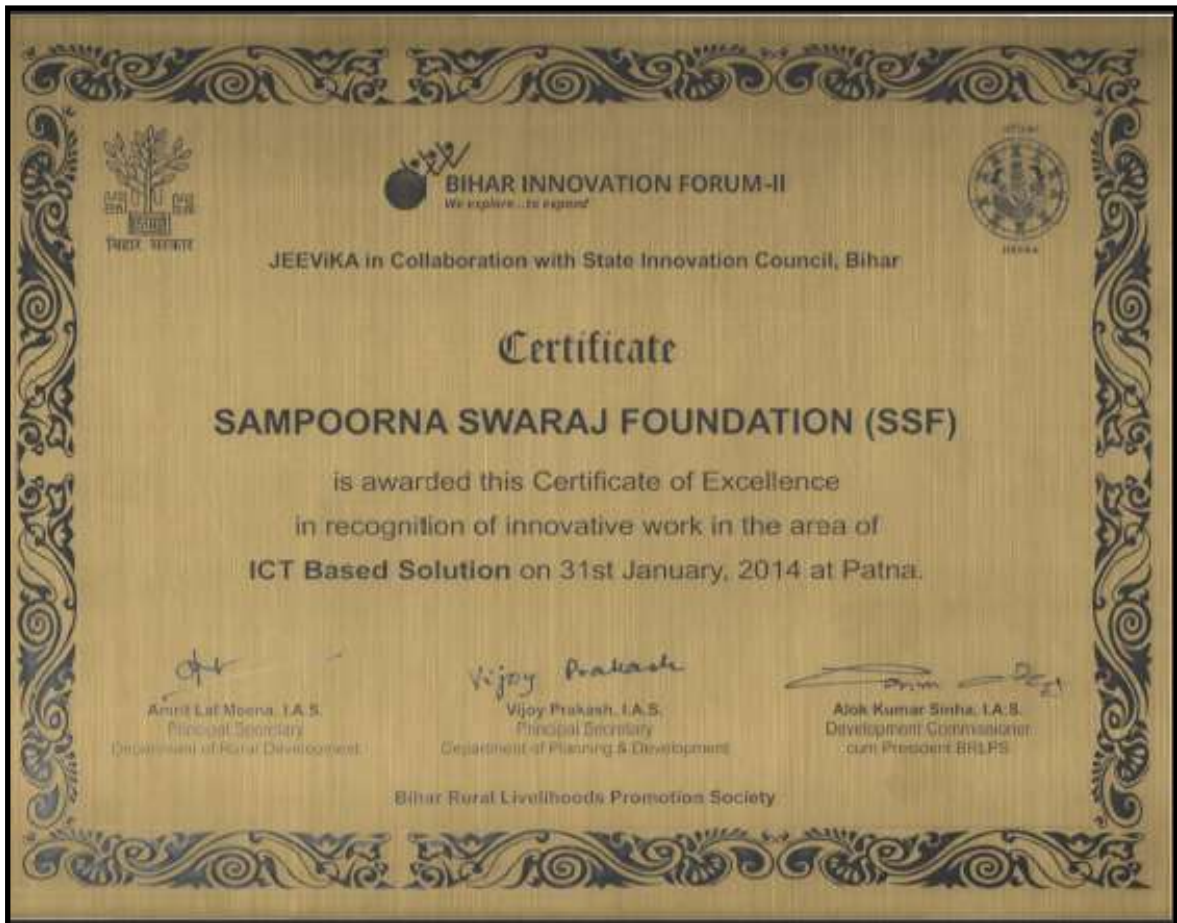 बिहार सरकार
BIHAR INNOVATION FORUM-II
We explore...to expand
JEEViKA in Collaboration with State Innovation Council, Bihar
Certificate
SAMPOORNA SWARAJ FOUNDATION (SSF)
is awarded this Certificate of Excellence
in recognition of innovative work in the area of
ICT Based Solution on 31st January, 2014 at Patna.
Vijoy Prakash
Amrit Lal Meena, I.A.S.
Principal Secretary
Department of Rural Development
Vijoy Prakash, I.A.S.
Principal Secretary
Department of Planning & Development
Alok Kumar Sinha, I.A.S.
Development Commissioner
cum President BRLPS
Bihar Rural Livelihoods Promotion Society